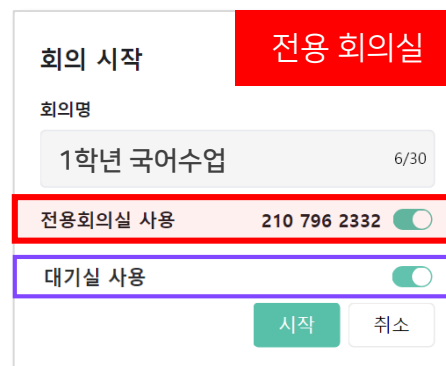 전용 회의실
회의 시작
회의명
1학년 국어수업 6/30
전용회의실 사용 210 796 2332
대기실 사용
시작 취소